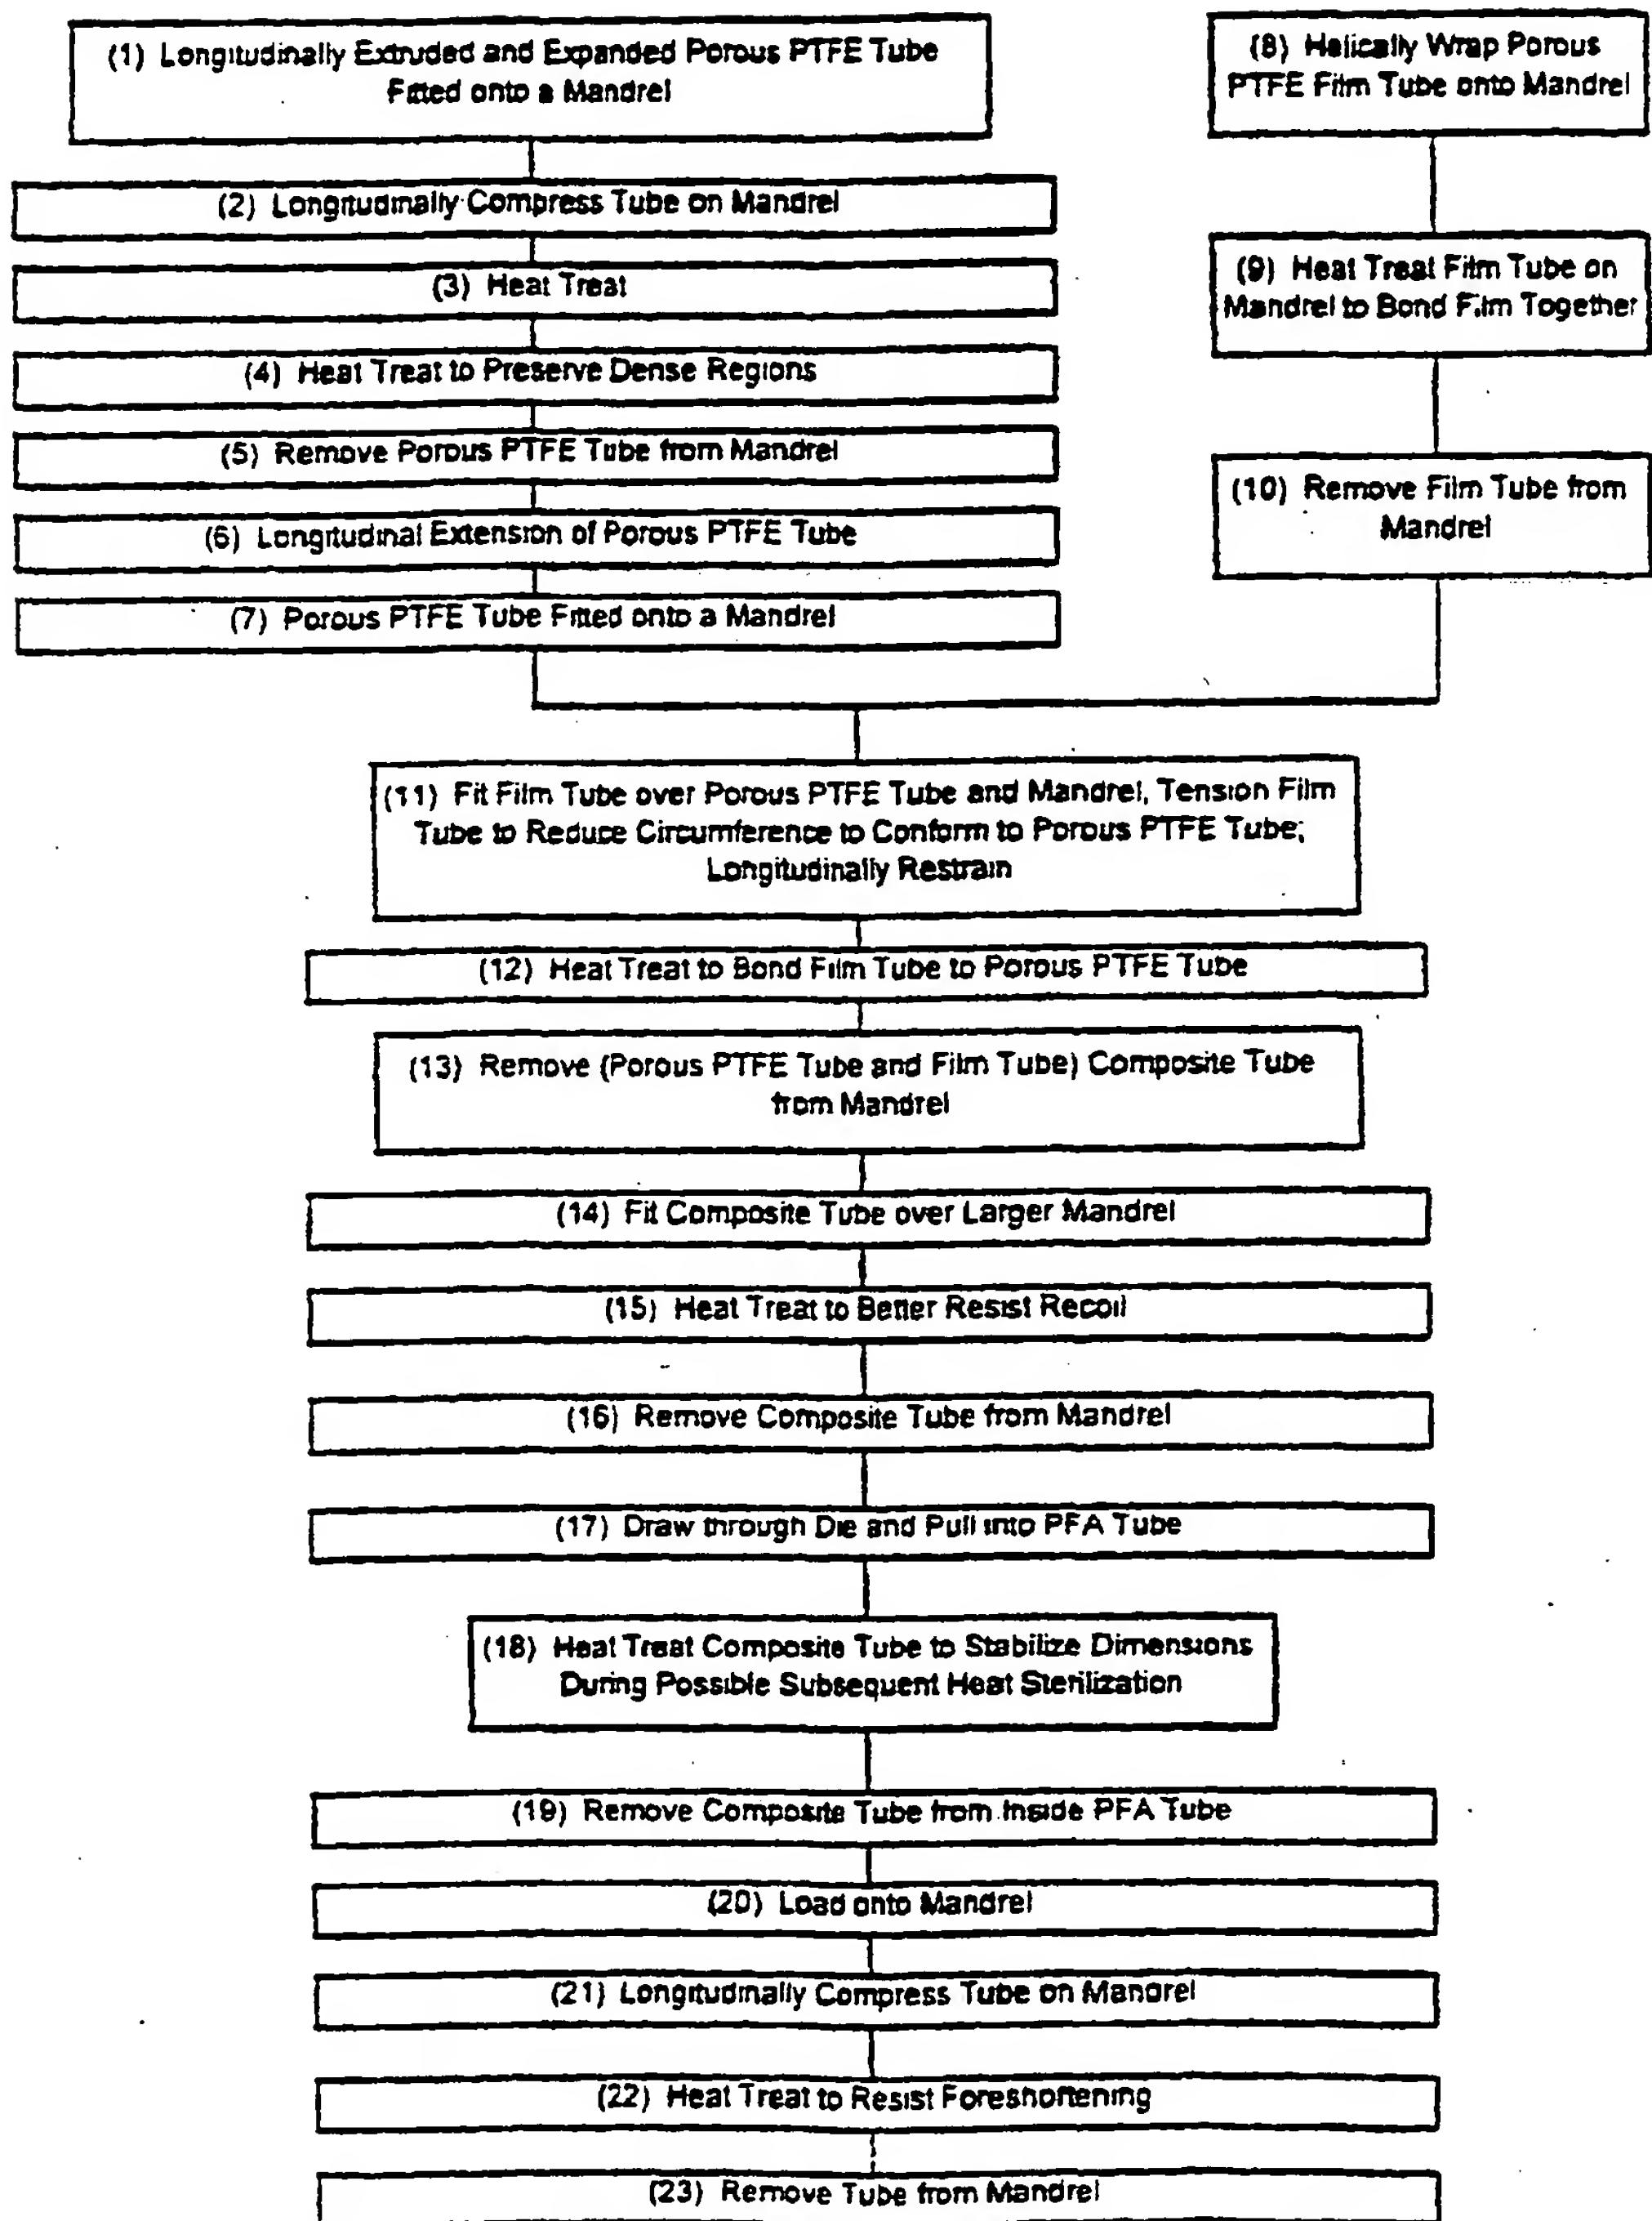 (1) Longitudinally Extruded and Expanded Porous PTFE Tube
Fitted onto a Mandrel
(2) Longitudinally Compress Tube on Mandrel
(3) Heat Treat
(4) Heat Treat to Preserve Dense Regions
(5) Remove Porous PTFE Tube from Mandrel
(6) Longitudinal Extension of Porous PTFE Tube
(7) Porous PTFE Tube Fitted onto a Mandrel
(8) Helically Wrap Porous
PTFE Film Tube onto Mandrel
(9) Heat Treat Film Tube on
Mandrel to Bond Film Together
(10) Remove Film Tube from
Mandrel
(11) Fit Film Tube over Porous PTFE Tube and Mandrel, Tension Film
Tube to Reduce Circumference to Conform to Porous PTFE Tube;
Longitudinally Restrain
(12) Heat Treat to Bond Film Tube to Porous PTFE Tube
(13) Remove (Porous PTFE Tube and Film Tube) Composite Tube
from Mandrel
(14) Fit Composite Tube over Larger Mandrel
(15) Heat Treat to Better Resist Recoil
(16) Remove Composite Tube from Mandrel
(17) Draw through Die and Pull into PFA Tube
(18) Heat Treat Composite Tube to Stabilize Dimensions
During Possible Subsequent Heat Sterilization
(19) Remove Composite Tube from Inside PFA Tube
(20) Load onto Mandrel
(21) Longitudinally Compress Tube on Mandrel
(22) Heat Treat to Resist Foreshortening
(23) Remove Tube from Mandrel